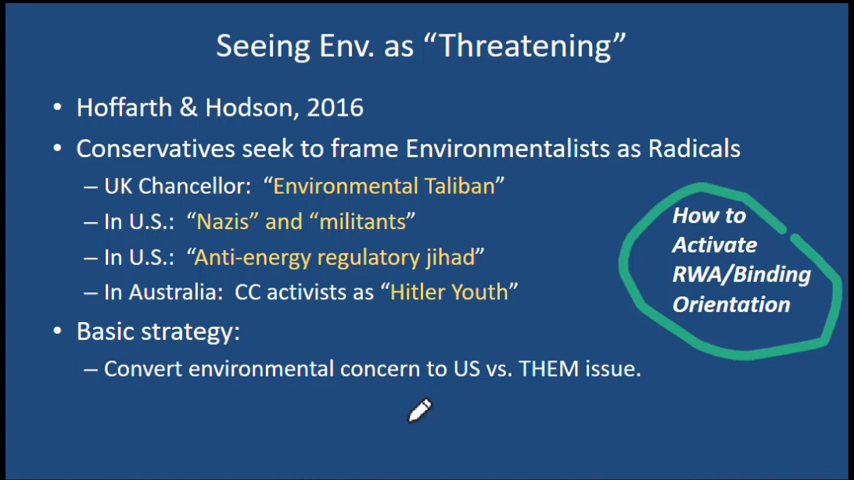 Seeing Env. as “Threatening”
• Hoffarth & Hodson, 2016
• Conservatives seek to frame Environmentalists as Radicals
– UK Chancellor: “Environmental Taliban”
– In U.S.: “Nazis” and “militants”
– In U.S.: “Anti-energy regulatory jihad”
– In Australia: CC activists as “Hitler Youth”
• Basic strategy:
– Convert environmental concern to US vs. THEM issue.
How to
Activate
RWA/Binding
Orientation